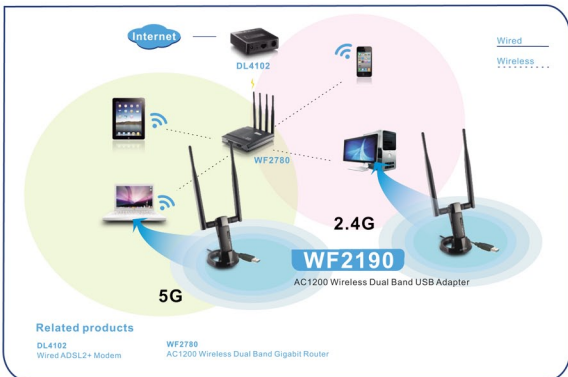 Internet
DL4102
Wired
Wireless
WF2780
2.4G
WF2190
AC1200 Wireless Dual Band USB Adapter
5G
Related products
DL4102
Wired ADSL2+ Modem
WF2780
AC1200 Wireless Dual Band Gigabit Router